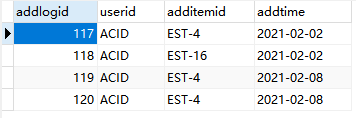 addlogid userid additemid addtime
117 ACID EST-4 2021-02-02
118 ACID EST-16 2021-02-02
119 ACID EST-4 2021-02-08
120 ACID EST-4 2021-02-08